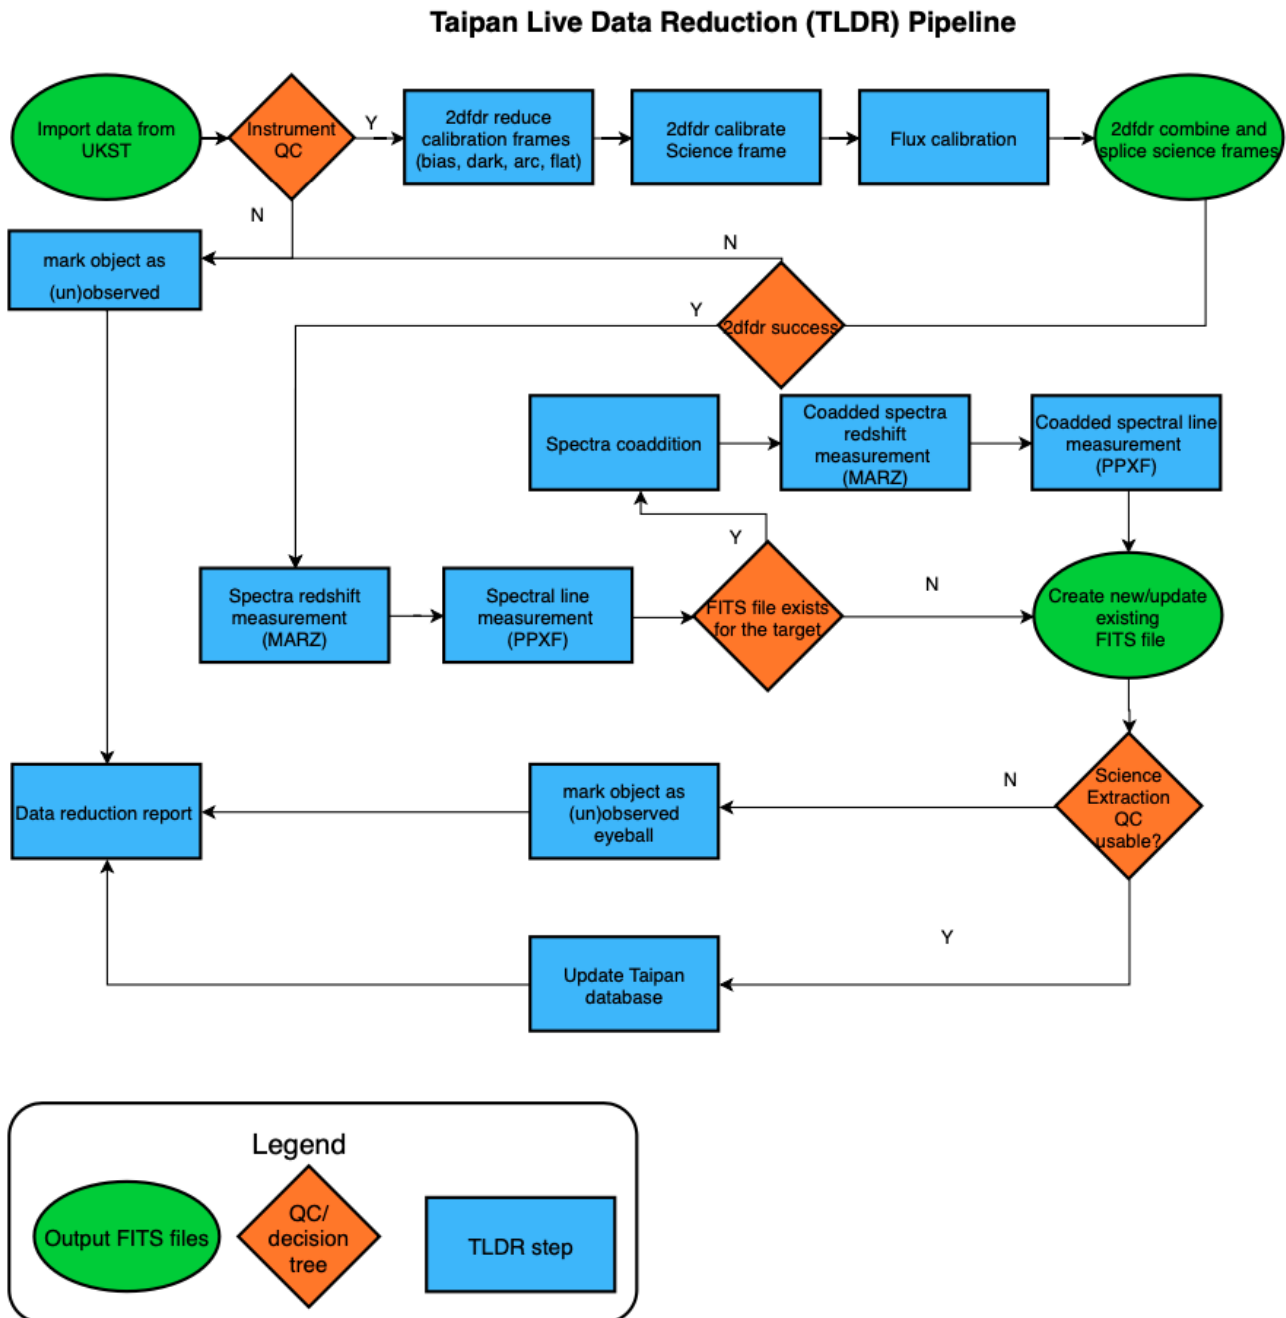 Taipan Live Data Reduction (TLDR) Pipeline
Import data from
UKST
Instrument
QC
Y
2dfdr reduce
calibration frames
(bias, dark, arc, flat)
2dfdr calibrate
Science frame
Flux calibration
2dfdr combine and
splice science frames
N
mark object as
(un)observed
N
Y
2dfdr success
Spectra coaddition
Coadded spectra
redshift
measurement
(MARZ)
Coadded spectral line
measurement
(PPXF)
Y
Spectra redshift
measurement
(MARZ)
Spectral line
measurement
(PPXF)
FITS file exists
for the target
N
Create new/update
existing
FITS file
Data reduction report
mark object as
(un)observed
eyeball
N
Science
Extraction
QC
usable?
Y
Update Taipan
database
Legend
Output FITS files
QC/
decision
tree
TLDR step